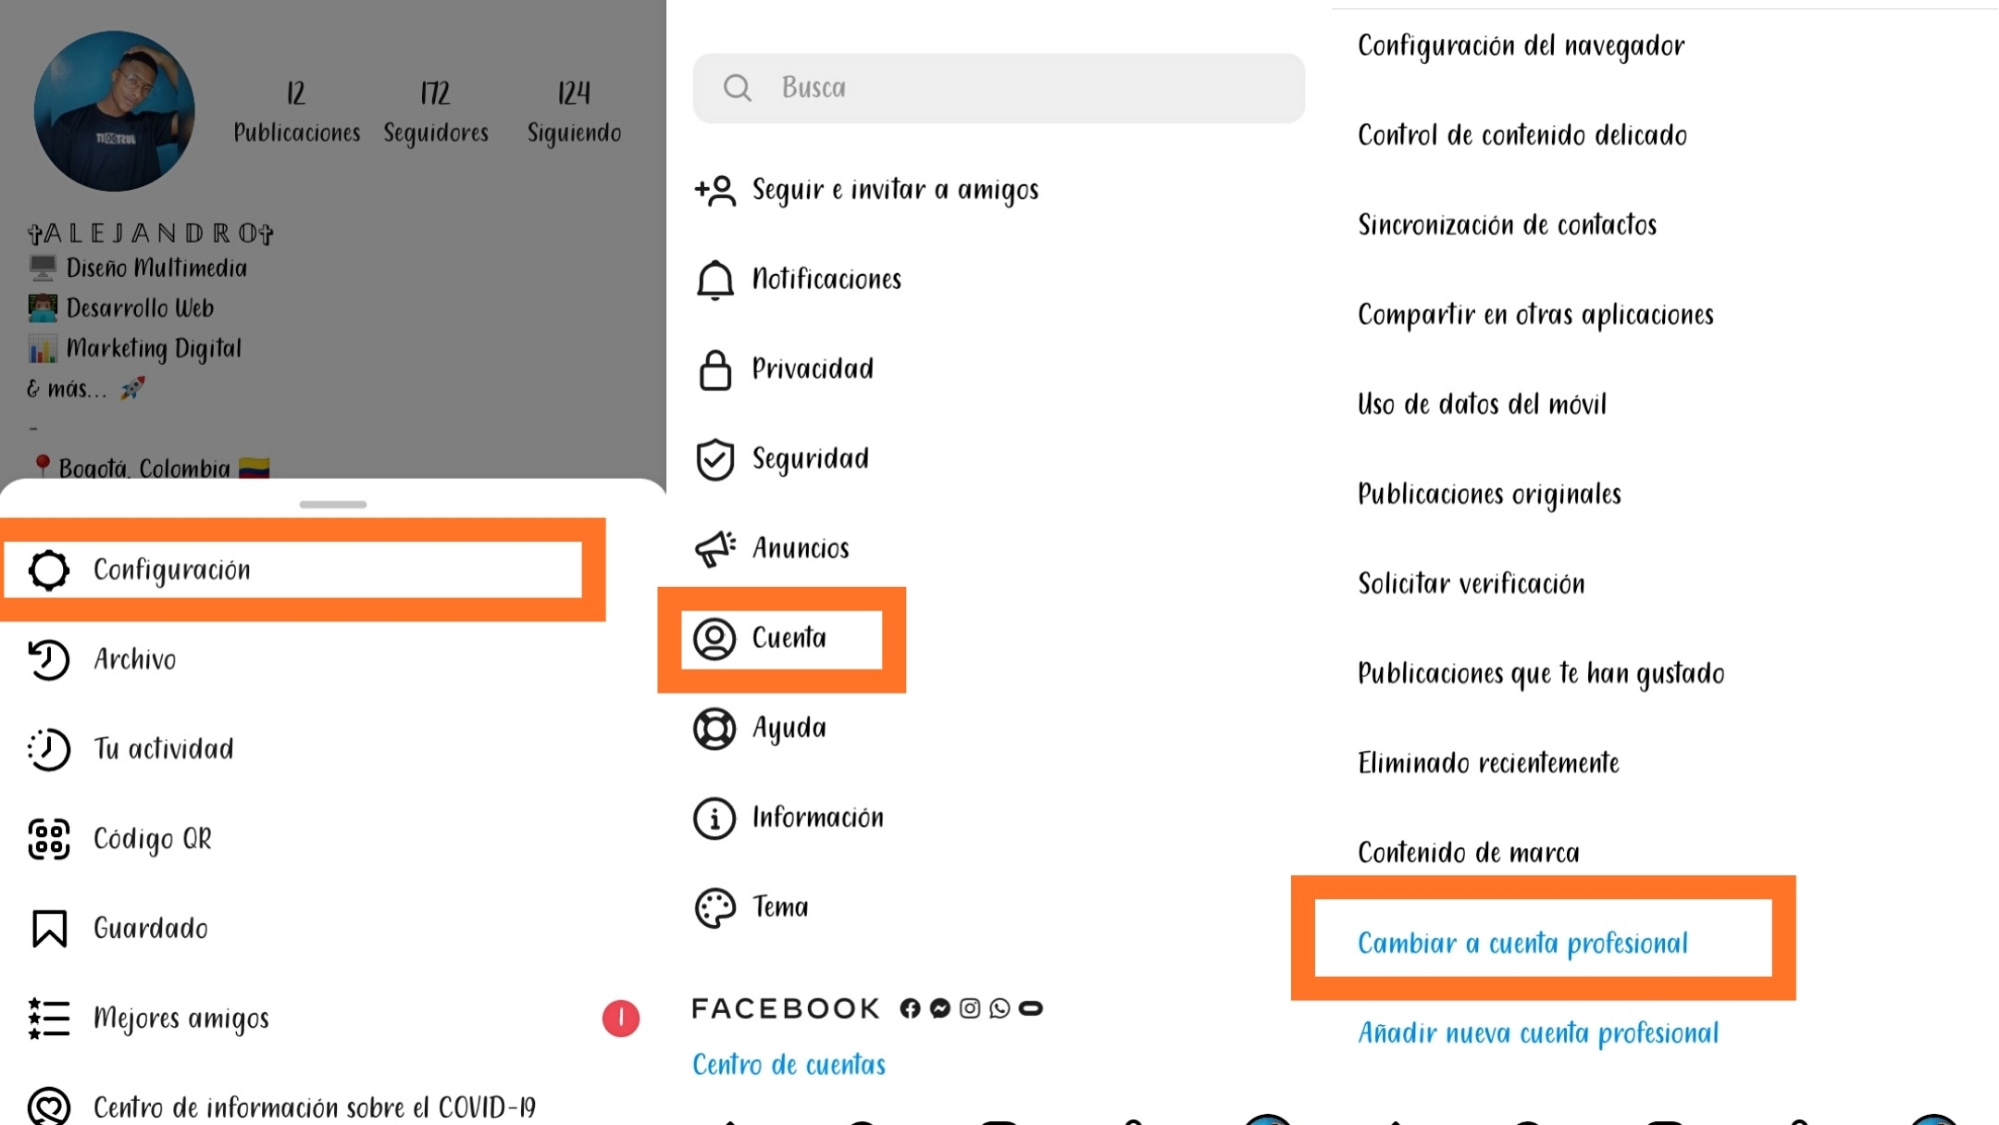 12
172
124
Publicaciones
Seguidores
Siguiendo
✞𝔸 𝕃 𝔼 𝕁 𝔸 ℕ 𝔻 ℝ 𝕆✞
Diseño Multimedia
Desarrollo Web
Marketing Digital
& más...
-
Bogotá, Colombia
Configuración
Archivo
Tu actividad
Código QR
Guardado
Mejores amigos
1
Centro de información sobre el COVID-19
Busca
Seguir e invitar a amigos
Notificaciones
Privacidad
Seguridad
Anuncios
Cuenta
Ayuda
Información
Tema
FACEBOOK
Centro de cuentas
Configuración del navegador
Control de contenido delicado
Sincronización de contactos
Compartir en otras aplicaciones
Uso de datos del móvil
Publicaciones originales
Solicitar verificación
Publicaciones que te han gustado
Eliminado recientemente
Contenido de marca
Cambiar a cuenta profesional
Añadir nueva cuenta profesional